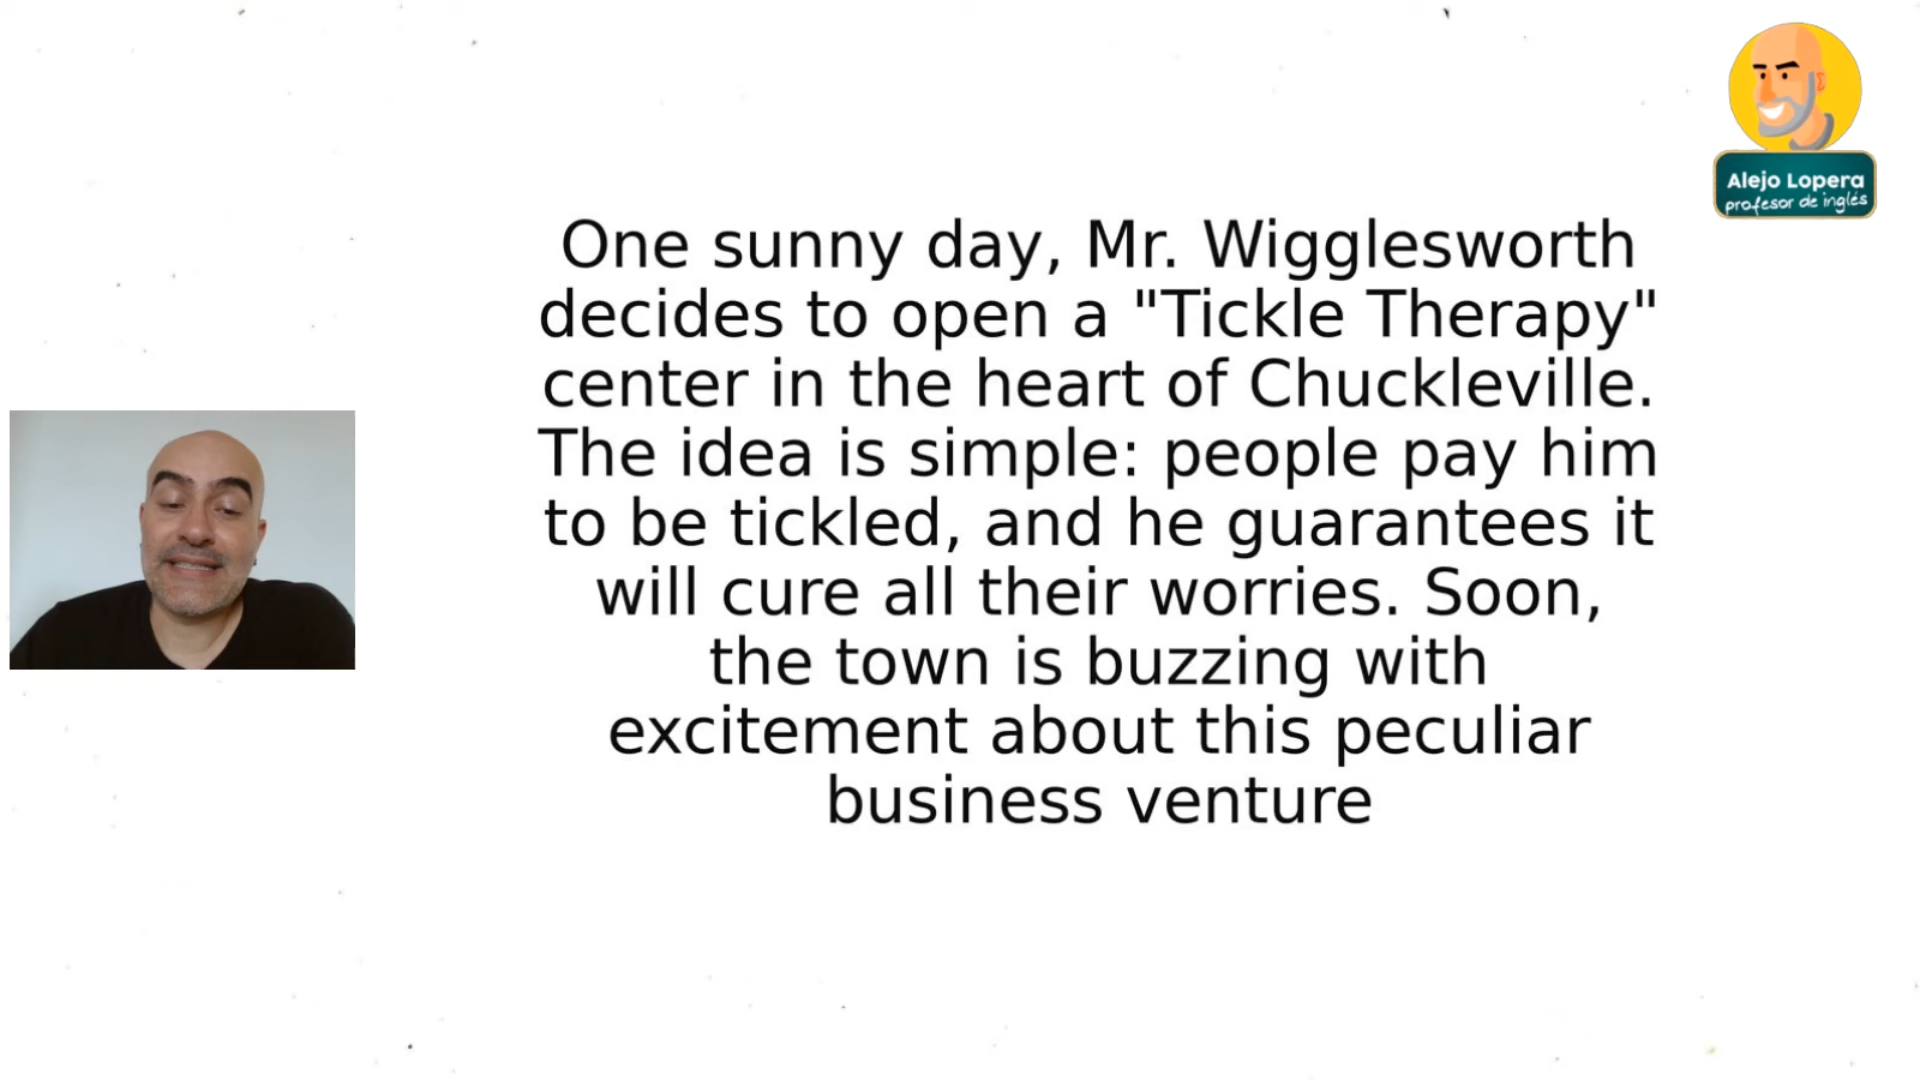 Alejo Lopera
profesor de inglés
One sunny day, Mr. Wigglesworth
decides to open a "Tickle Therapy"
center in the heart of Chuckleville.
The idea is simple: people pay him
to be tickled, and he guarantees it
will cure all their worries. Soon,
the town is buzzing with
excitement about this peculiar
business venture